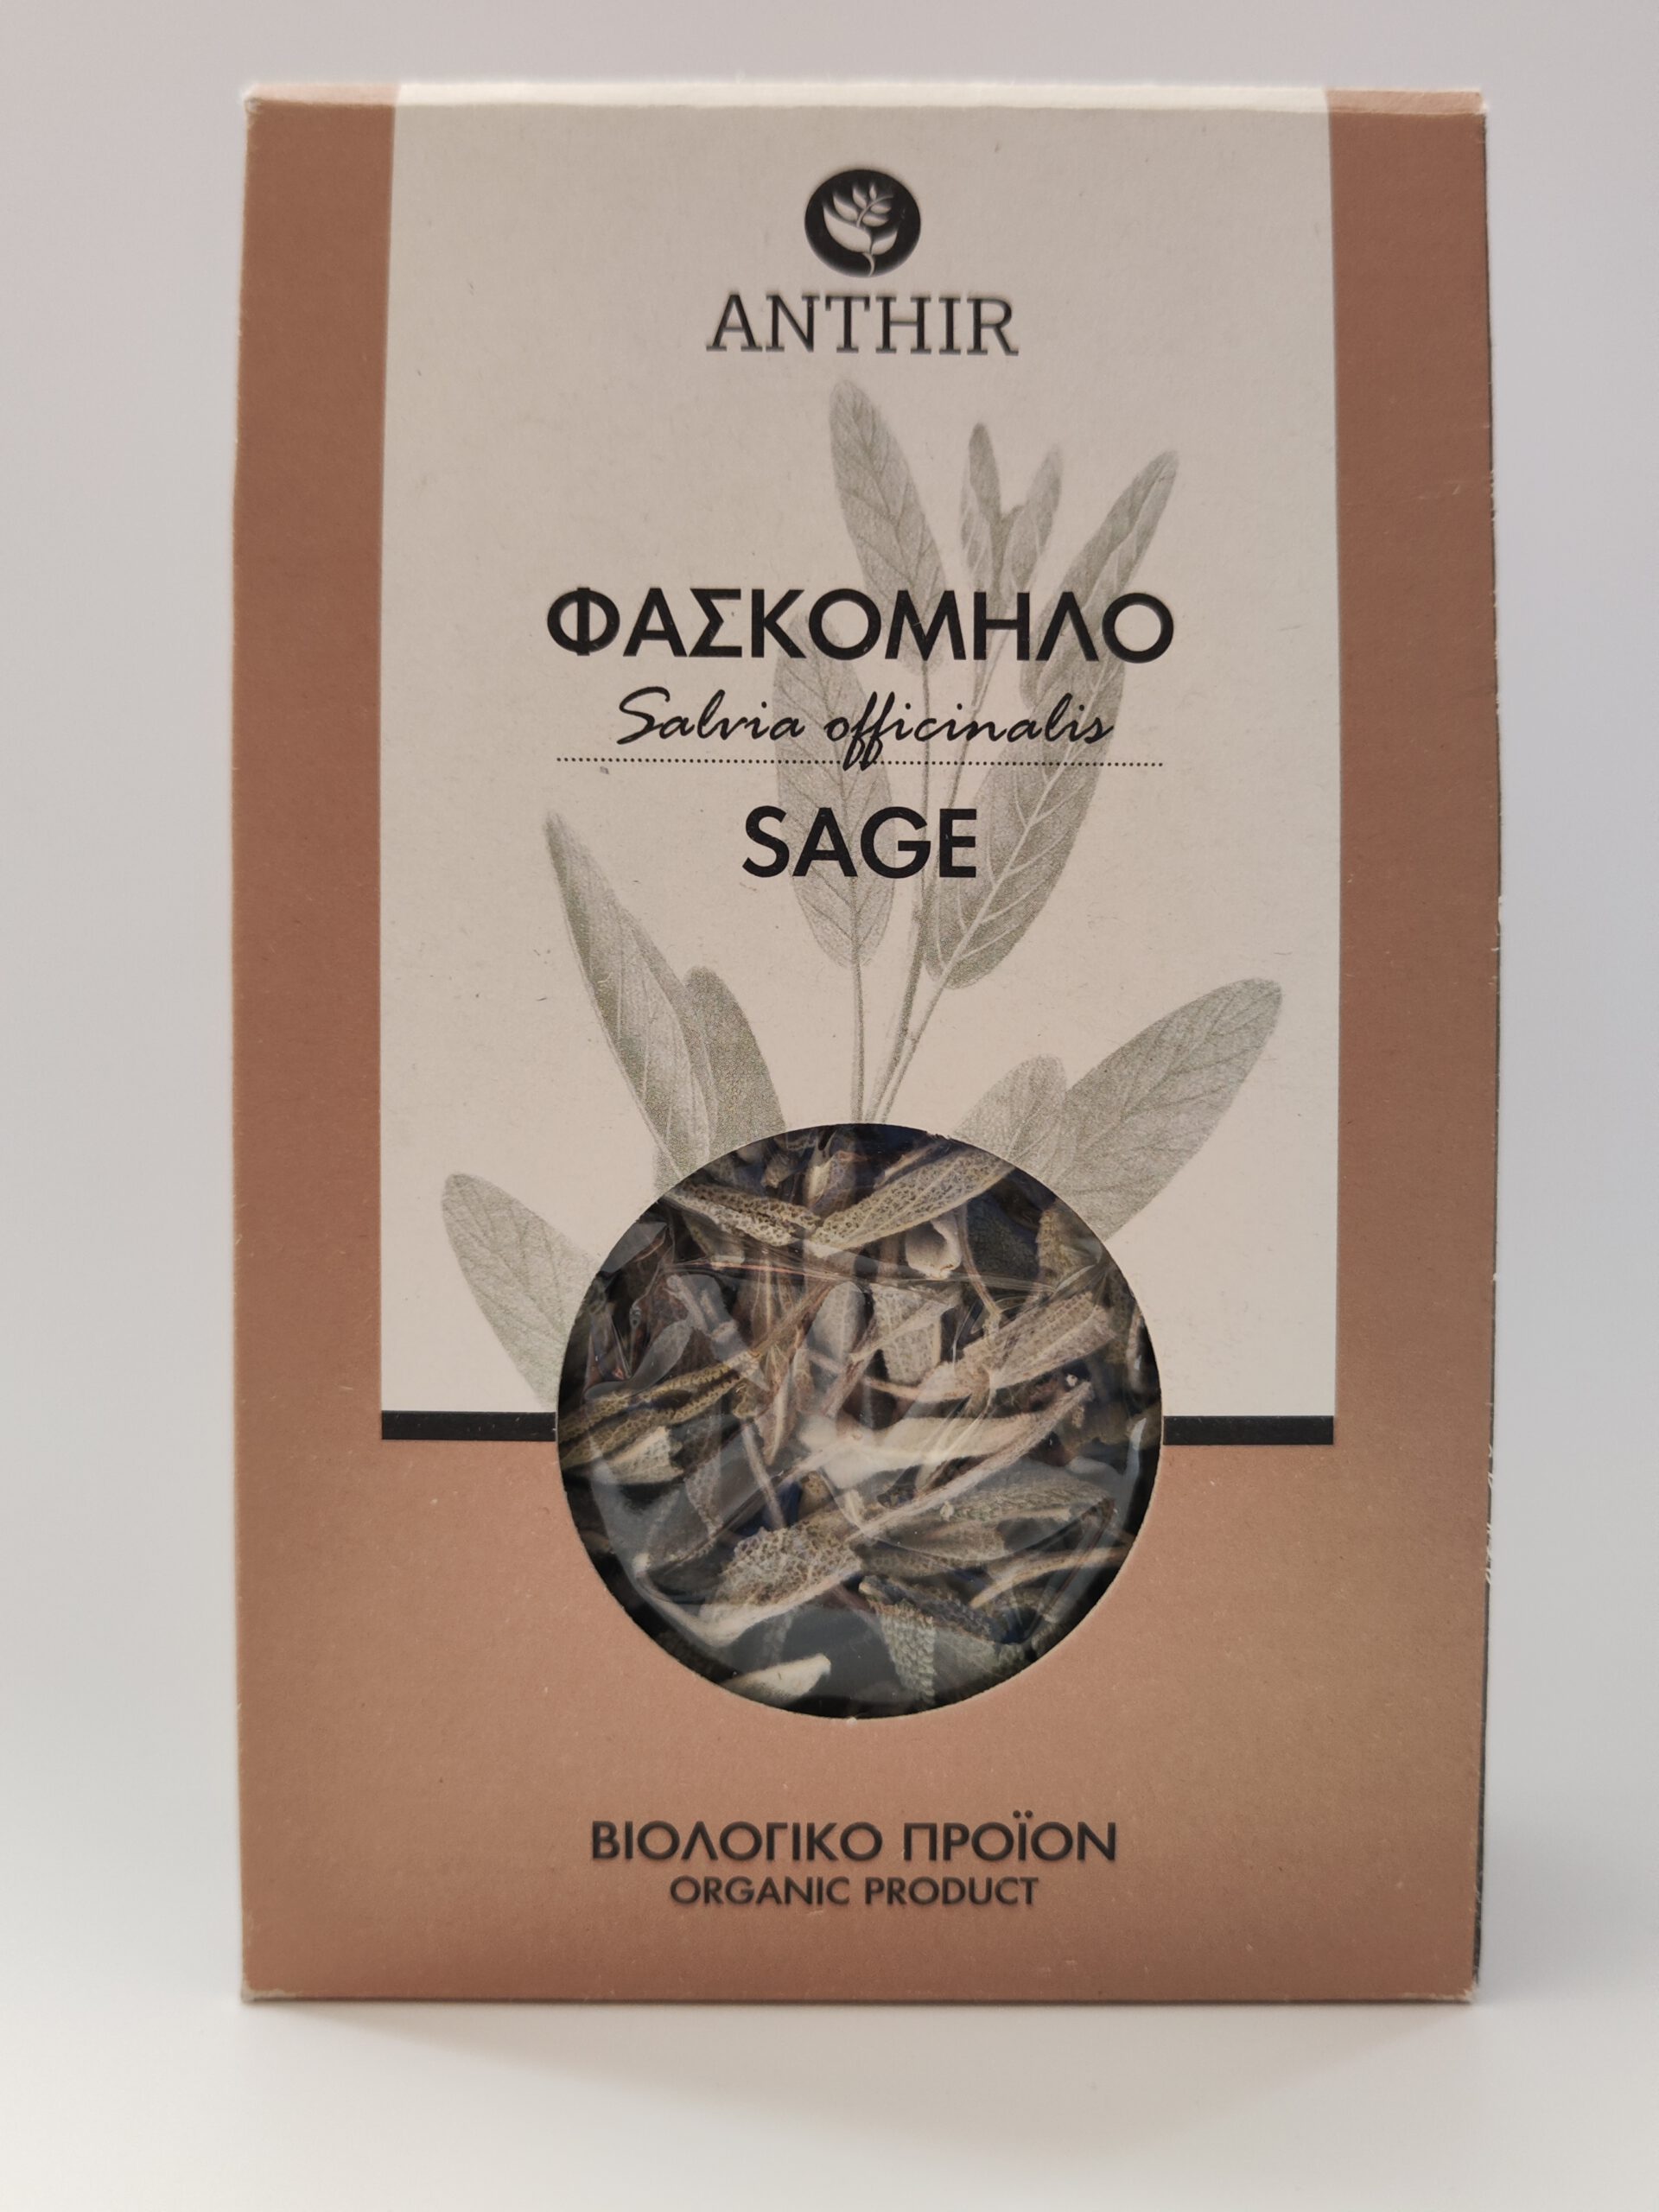 ANTHIR
ΦΑΣΚΟΜΗΛΟ
Salvia officinalis
SAGE
ΒΙΟΛΟΓΙΚΟ ΠΡΟΪΟΝ
ORGANIC PRODUCT